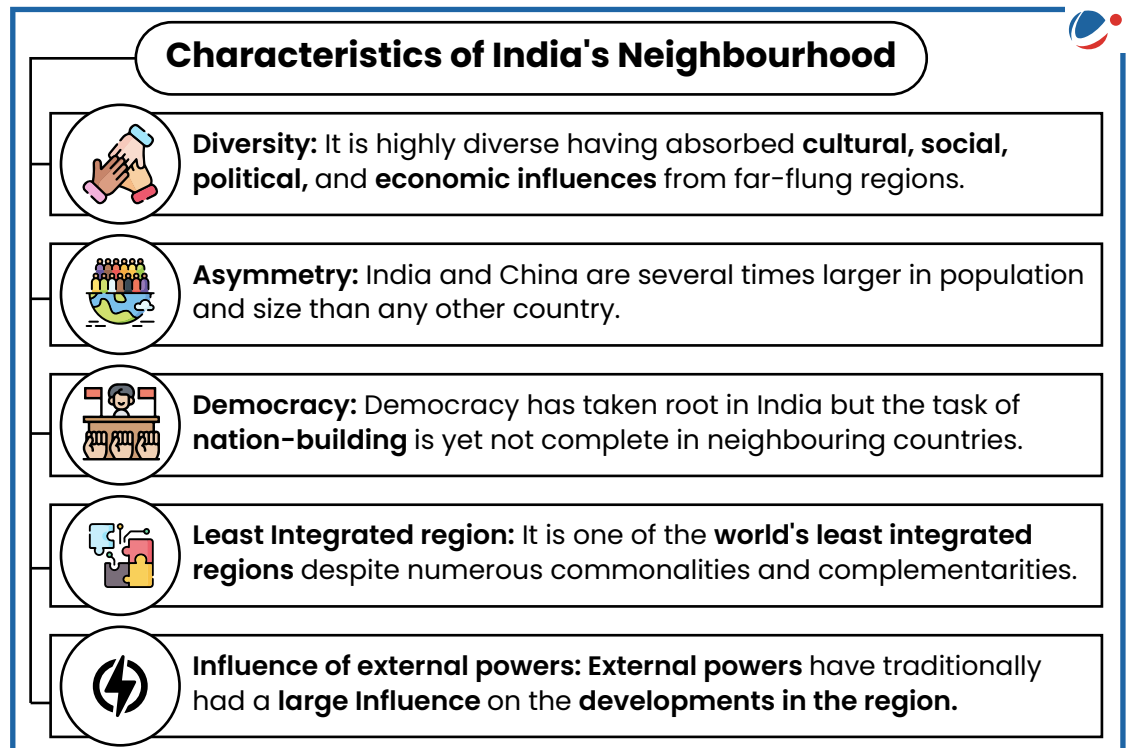 Characteristics of India's Neighbourhood
Diversity: It is highly diverse having absorbed cultural, social,
political, and economic influences from far-flung regions.
Asymmetry: India and China are several times larger in population
and size than any other country.
Democracy: Democracy has taken root in India but the task of
nation-building is yet not complete in neighbouring countries.
Least Integrated region: It is one of the world's least integrated
regions despite numerous commonalities and complementarities.
Influence of external powers: External powers have traditionally
had a large Influence on the developments in the region.